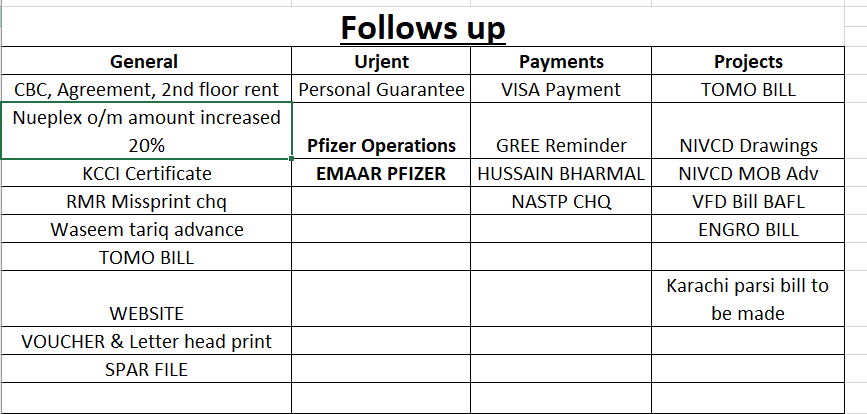 Follows up
General Urjent Payments Projects
CBC, Agreement, 2nd floor rent Personal Guarantee VISA Payment TOMO BILL
Nueplex o/m amount increased
20% Pfizer Operations GREE Reminder NIVCD Drawings
KCCI Certificate EMAAR PFIZER HUSSAIN BHARMAL NIVCD MOB Adv
RMR Missprint chq NASTP CHQ VFD Bill BAFL
Waseem tariq advance ENGRO BILL
TOMO BILL
Karachi parsi bill to
WEBSITE be made
VOUCHER & Letter head print
SPAR FILE